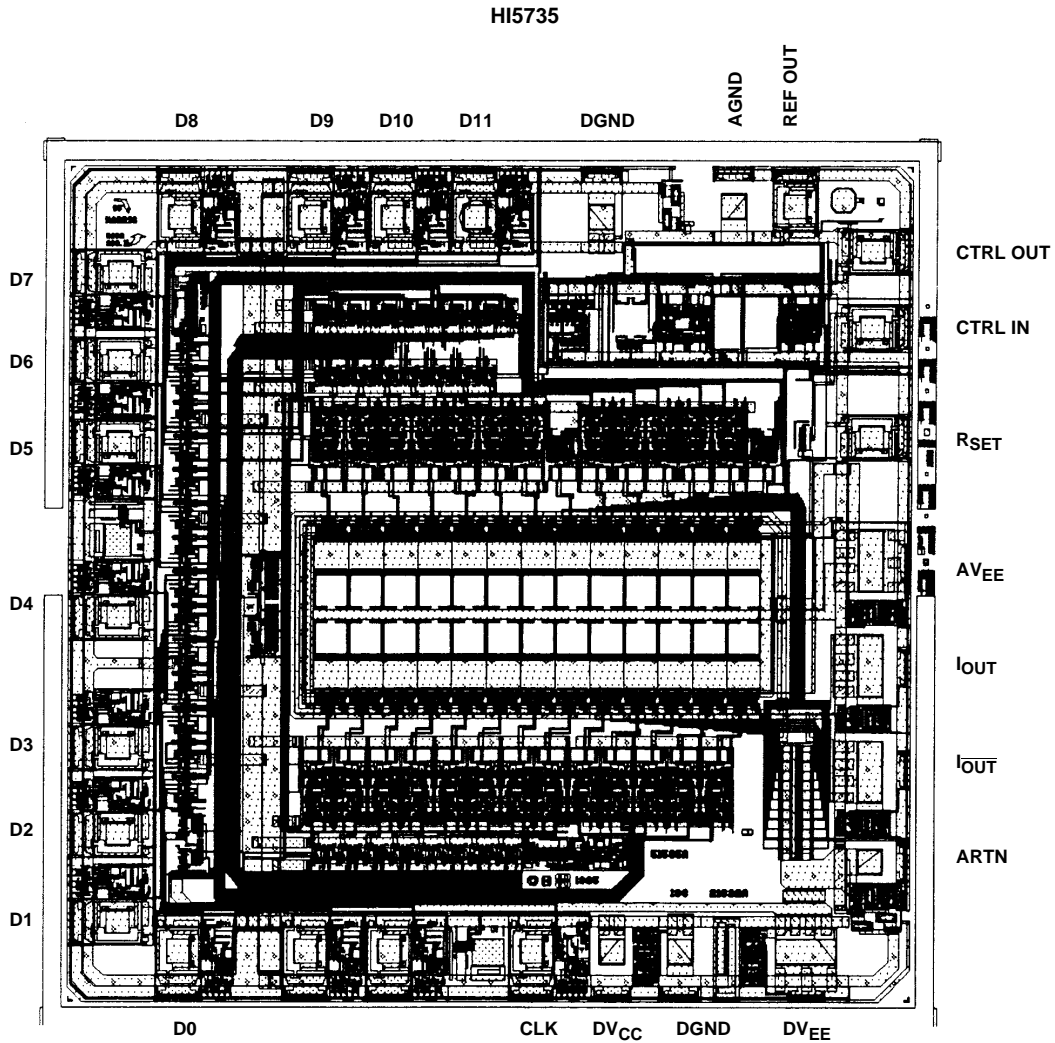 HI5735
AGND
REF OUT
D8
D9
D10
D11
DGND
D7
CTRL OUT
D6
CTRL IN
D5
RSET
D4
AVEE
IOUT
D3
IOUT
D2
ARTN
D1
D0
CLK
DVCC
DGND
DVEE